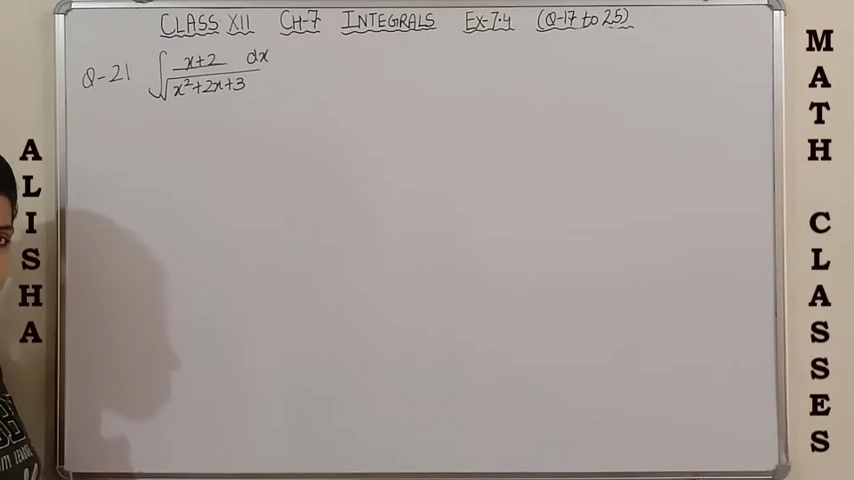 CLASS XII CH-7 INTEGRALS EX-7.4 (Q-17 to 25)
Q-21 ∫ x+2 dx
√x²+2x+3
ALISHA
MATH CLASSES